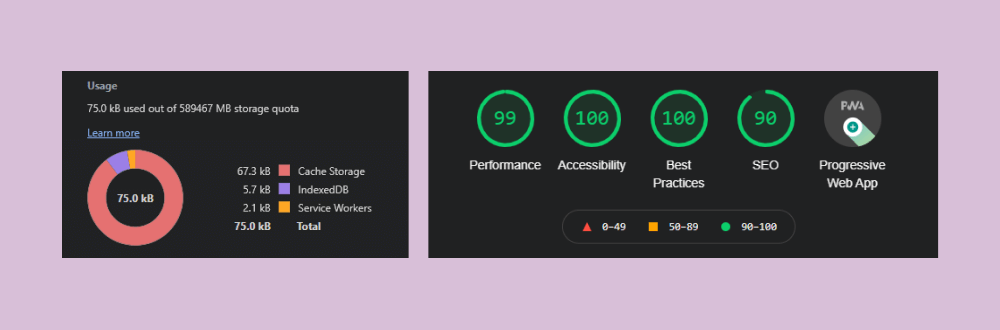 Usage
75.0 kB used out of 589467 MB storage quota
Learn more
75.0 kB
67.3 kB Cache Storage
5.7 kB IndexedDB
2.1 kB Service Workers
75.0 kB Total
99 100 100 90 PWA
Performance Accessibility Best SEO Progressive
Practices Web App
0–49 50–89 90–100